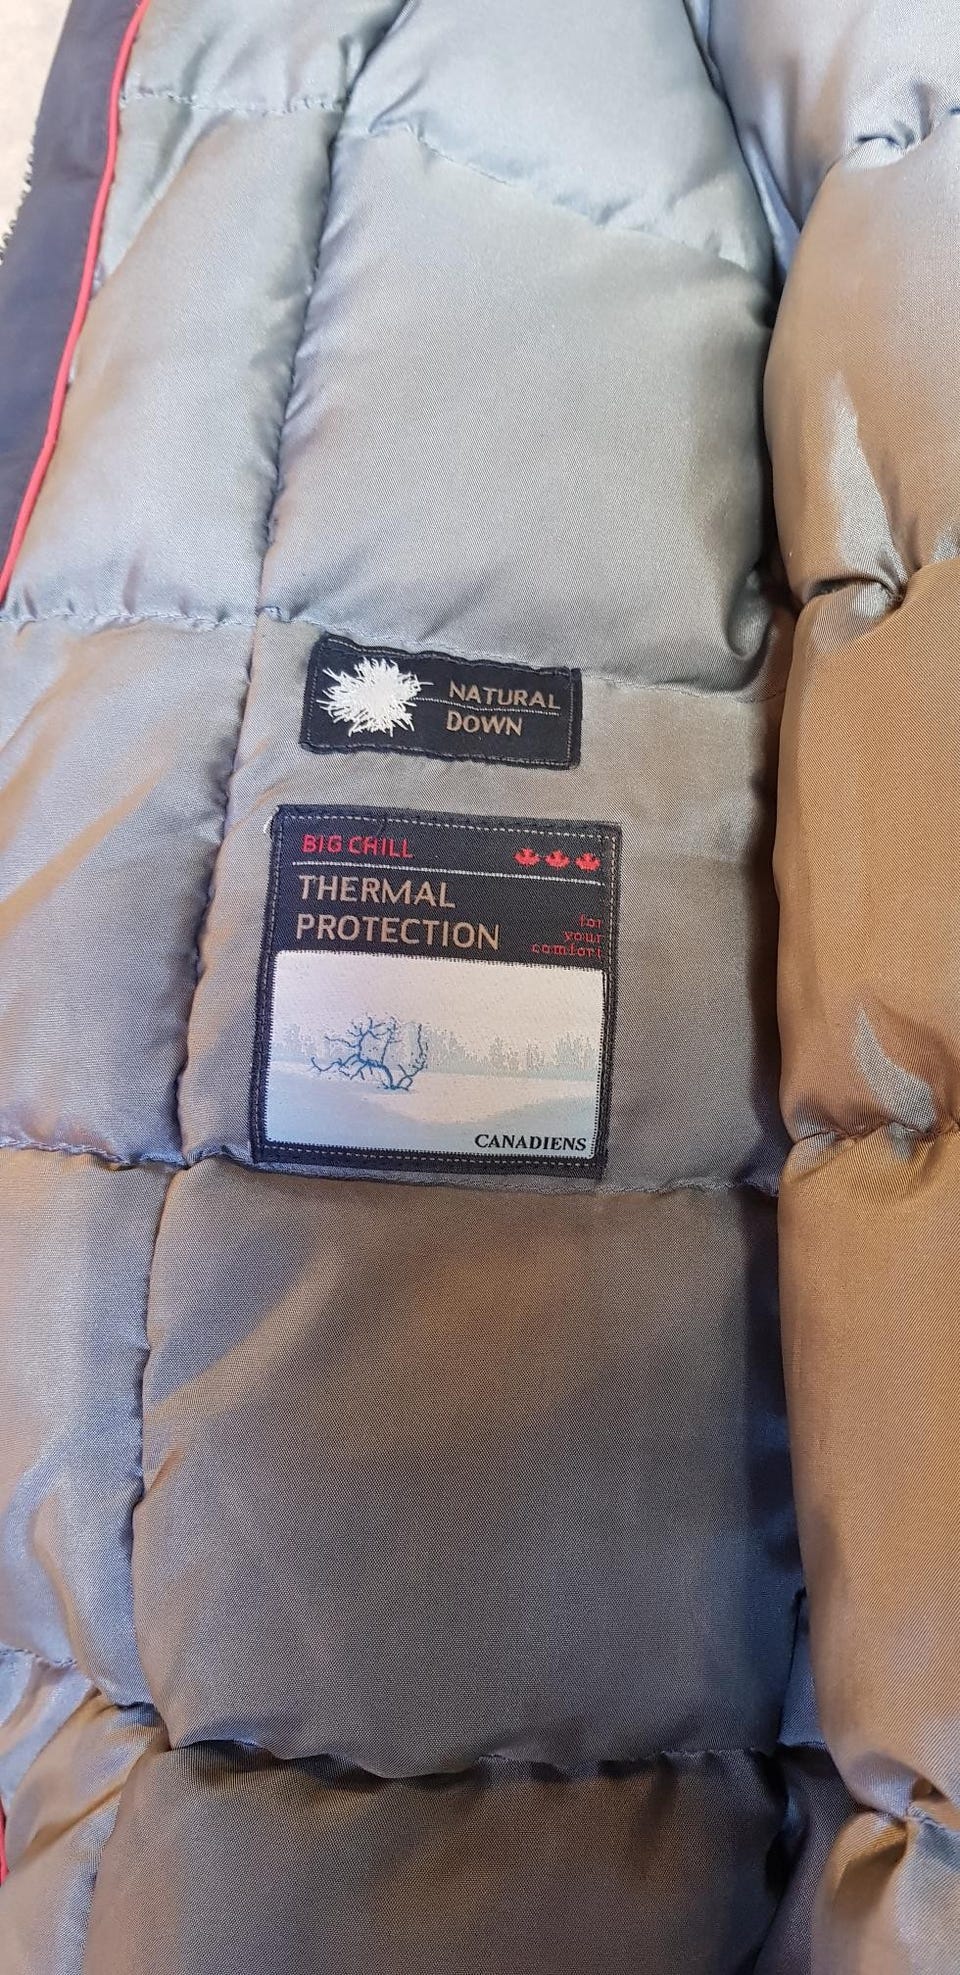 NATURAL
DOWN
BIG CHILL
THERMAL
PROTECTION
for
your
comfort
CANADIENS